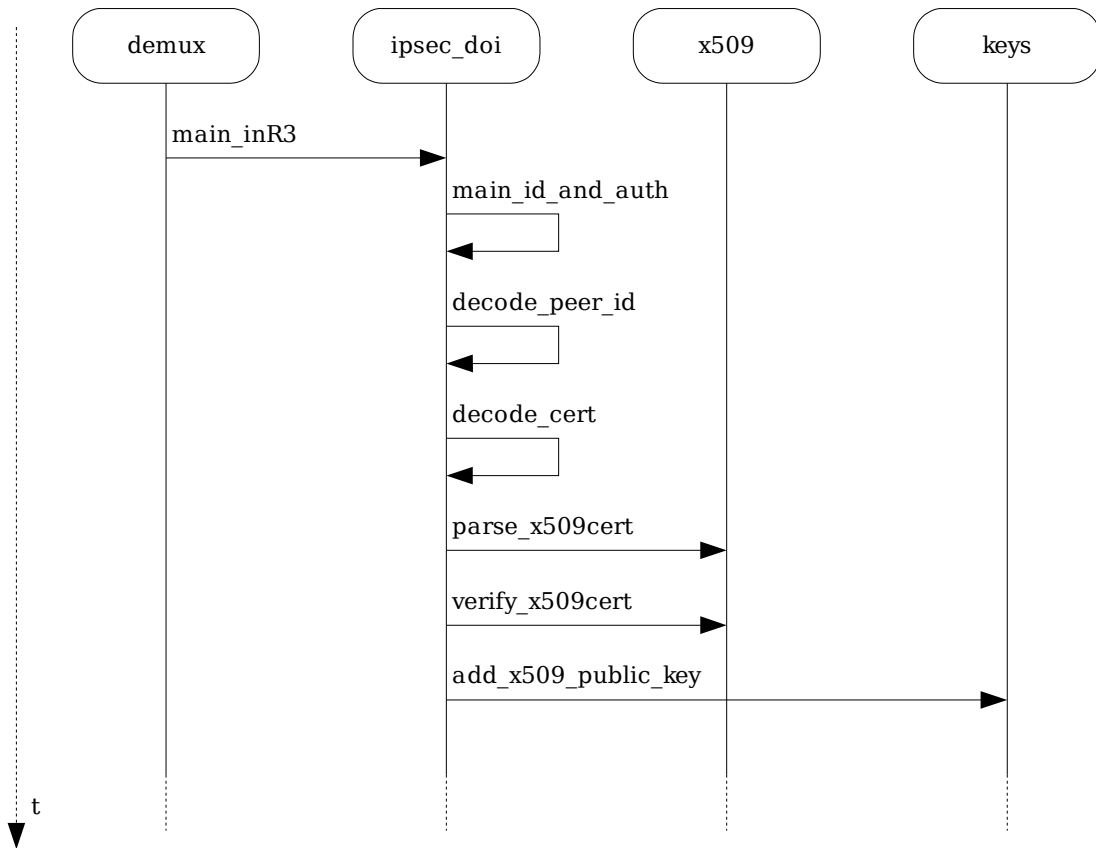 demux ipsec_doi x509 keys
main_inR3
main_id_and_auth
decode_peer_id
decode_cert
parse_x509cert
verify_x509cert
add_x509_public_key
t